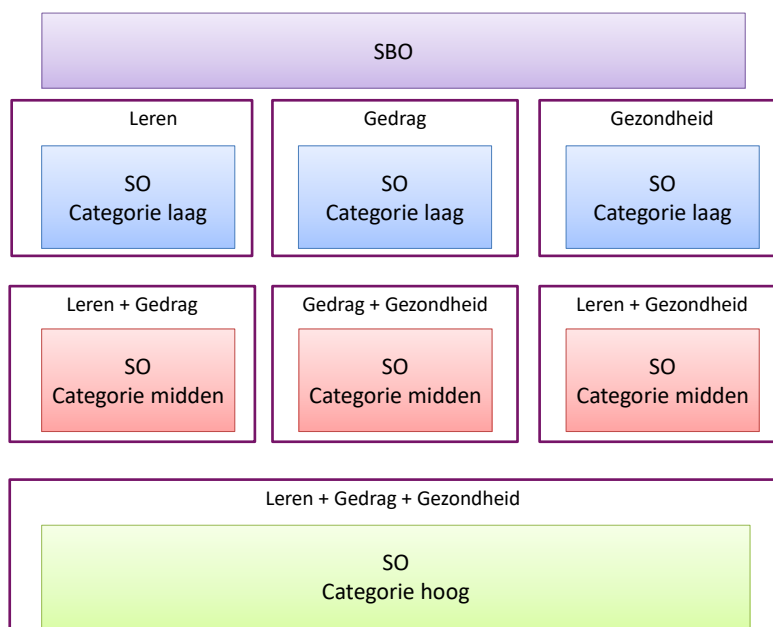 SBO
Leren
SO
Categorie laag
Gedrag
SO
Categorie laag
Gezondheid
SO
Categorie laag
Leren + Gedrag
SO
Categorie midden
Gedrag + Gezondheid
SO
Categorie midden
Leren + Gezondheid
SO
Categorie midden
Leren + Gedrag + Gezondheid
SO
Categorie hoog